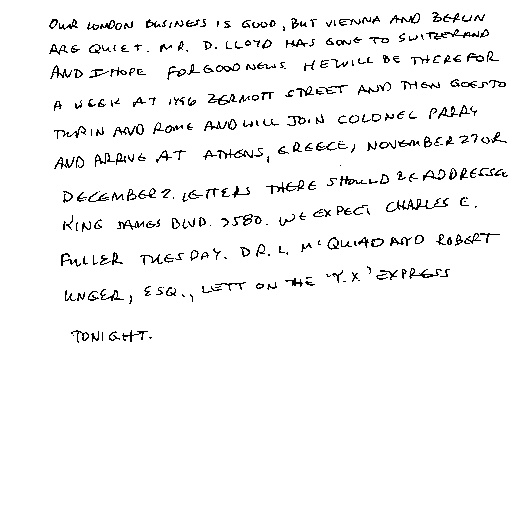 OUR LONDON BUSINESS IS GOOD, BUT VIENNA AND BERLIN
ARE QUIET. MR. D. LLOYD HAS GONE TO SWITZERLAND
AND I HOPE FOR GOOD NEWS. HE WILL BE THERE FOR
A WEEK AT 1496 ZERMOTT STREET AND THEN GOES TO
TURIN AND ROME AND WILL JOIN COLONEL PARRY
AND ARRIVE AT ATHENS, GREECE, NOVEMBER 27 OR
DECEMBER 2. LETTERS THERE SHOULD BE ADDRESSED
KING JAMES BLVD. 3580. WE EXPECT CHARLES E.
FULLER TUESDAY. DR. L. McQUIAD AND ROBERT
UNGER, ESQ., LETT ON THE 'Y.X' EXPRESS
TONIGHT.